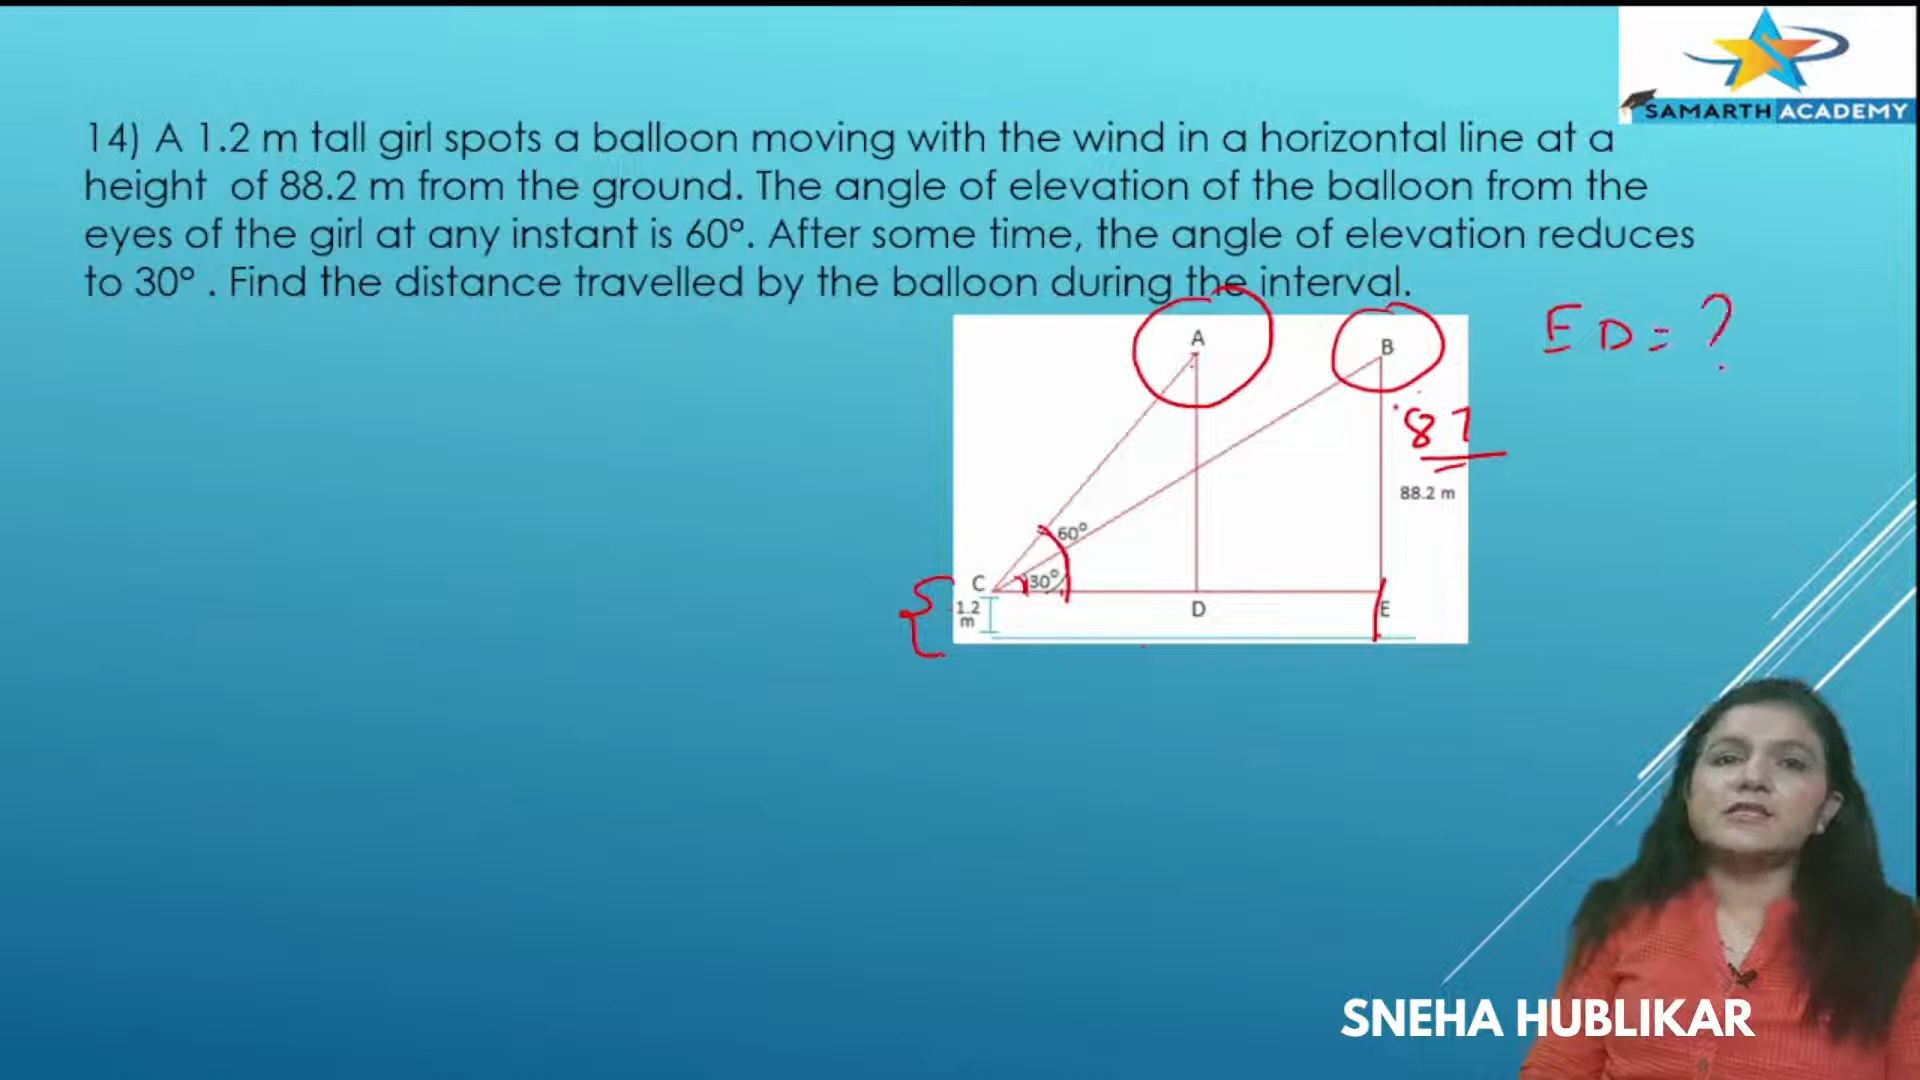 SAMARTH ACADEMY
14) A 1.2 m tall girl spots a balloon moving with the wind in a horizontal line at a
height of 88.2 m from the ground. The angle of elevation of the balloon from the
eyes of the girl at any instant is 60°. After some time, the angle of elevation reduces
to 30° . Find the distance travelled by the balloon during the interval.
ED = ?
A
B
87
88.2 m
60°
C
30°
1.2
m
D
E
SNEHA HUBLIKAR